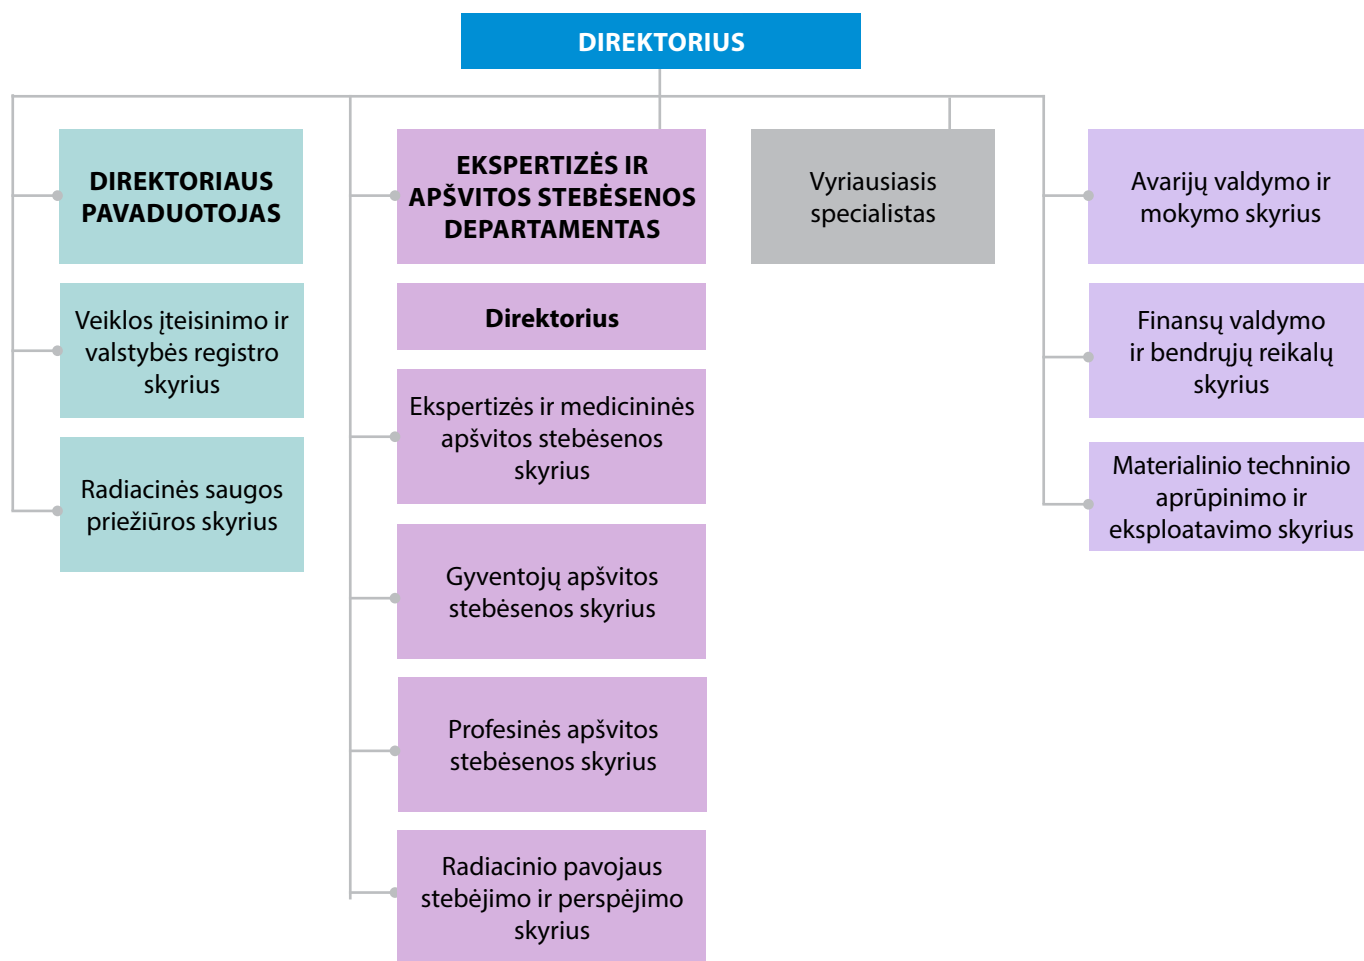 DIREKTORIUS
DIREKTORIAUS
PAVADUOTOJAS
Veiklos įteisinimo ir
valstybės registro
skyrius
Radiacinės saugos
priežiūros skyrius
EKSPERTIZĖS IR
APŠVITOS STEBĖSENOS
DEPARTAMENTAS
Direktorius
Ekspertizės ir medicininės
apšvitos stebėsenos
skyrius
Gyventojų apšvitos
stebėsenos skyrius
Profesinės apšvitos
stebėsenos skyrius
Radiacinio pavojaus
stebėjimo ir perspėjimo
skyrius
Vyriausiasis
specialistas
Avarijų valdymo ir
mokymo skyrius
Finansų valdymo
ir bendrųjų reikalų
skyrius
Materialinio techninio
aprūpinimo ir
eksploatavimo skyrius